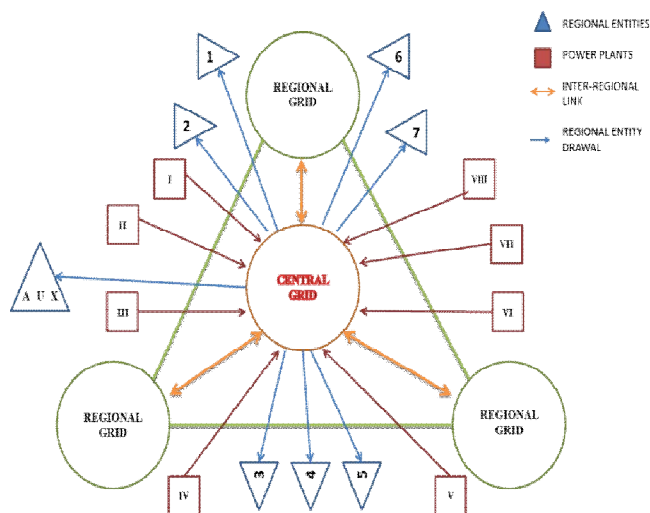 REGIONAL ENTITIES
POWER PLANTS
INTER-REGIONAL
LINK
REGIONAL ENTITY
DRAWAL
1
6
REGIONAL
GRID
2
7
I
VIII
II
VII
CENTRAL
GRID
A U X
III
VI
REGIONAL
GRID
REGIONAL
GRID
IV
3
4
5
V